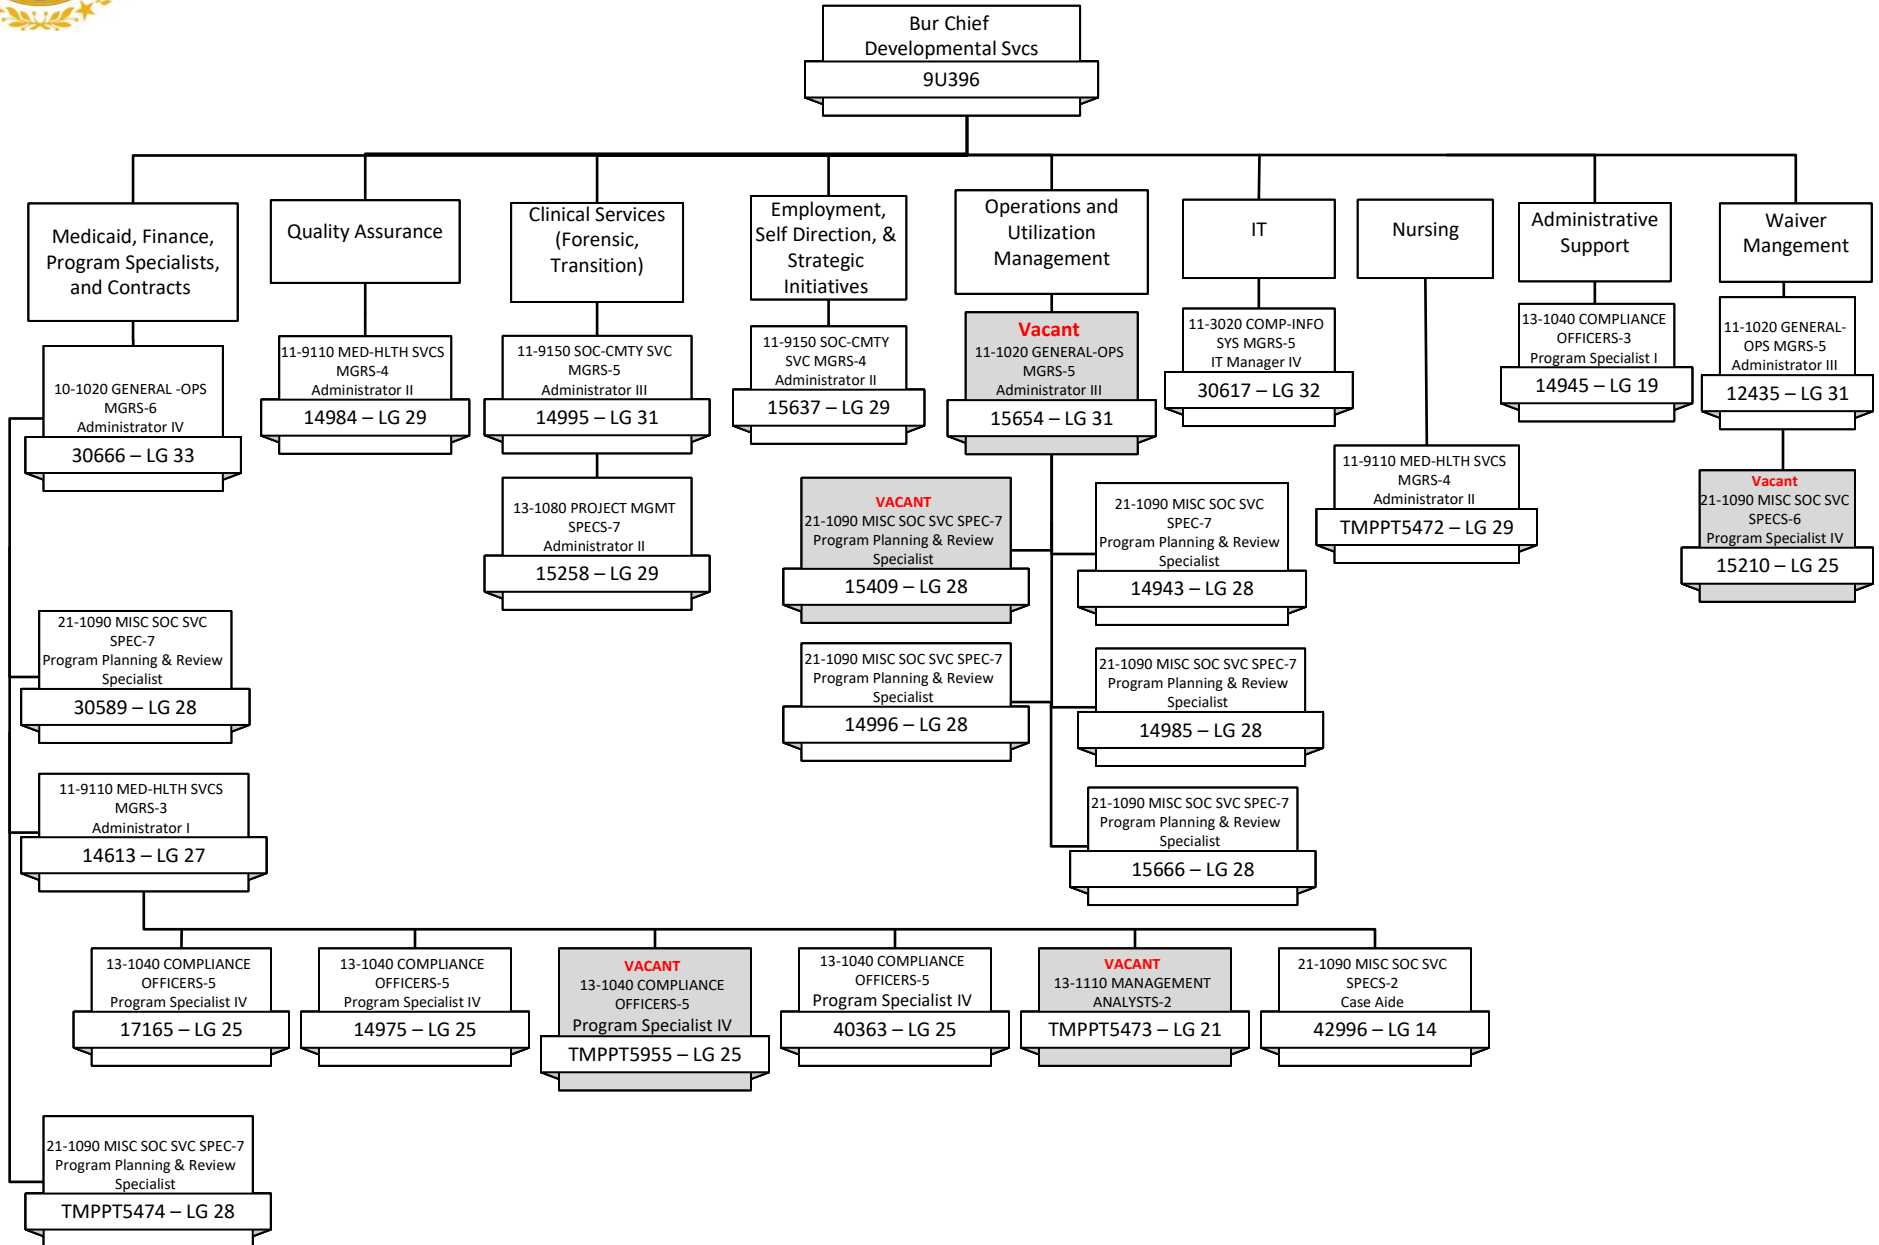 Bur Chief
Developmental Svcs
9U396
Medicaid, Finance,
Program Specialists,
and Contracts
Quality Assurance
Clinical Services
(Forensic,
Transition)
Employment,
Self Direction, &
Strategic
Initiatives
Operations and
Utilization
Management
IT
Nursing
Administrative
Support
Waiver
Mangement
10-1020 GENERAL -OPS
MGRS-6
Administrator IV
30666 – LG 33
11-9110 MED-HLTH SVCS
MGRS-4
Administrator II
14984 – LG 29
11-9150 SOC-CMTY SVC
MGRS-5
Administrator III
14995 – LG 31
11-9150 SOC-CMTY
SVC MGRS-4
Administrator II
15637 – LG 29
Vacant
11-1020 GENERAL-OPS
MGRS-5
Administrator III
15654 – LG 31
11-3020 COMP-INFO
SYS MGRS-5
IT Manager IV
30617 – LG 32
11-9110 MED-HLTH SVCS
MGRS-4
Administrator II
TMPPT5472 – LG 29
13-1040 COMPLIANCE
OFFICERS-3
Program Specialist I
14945 – LG 19
11-1020 GENERAL-
OPS MGRS-5
Administrator III
12435 – LG 31
13-1080 PROJECT MGMT
SPECS-7
Administrator II
15258 – LG 29
VACANT
21-1090 MISC SOC SVC SPEC-7
Program Planning & Review
Specialist
15409 – LG 28
21-1090 MISC SOC SVC
SPEC-7
Program Planning & Review
Specialist
14943 – LG 28
Vacant
21-1090 MISC SOC SVC
SPECS-6
Program Specialist IV
15210 – LG 25
21-1090 MISC SOC SVC
SPEC-7
Program Planning & Review
Specialist
30589 – LG 28
21-1090 MISC SOC SVC SPEC-7
Program Planning & Review
Specialist
14996 – LG 28
21-1090 MISC SOC SVC SPEC-7
Program Planning & Review
Specialist
14985 – LG 28
11-9110 MED-HLTH SVCS
MGRS-3
Administrator I
14613 – LG 27
21-1090 MISC SOC SVC SPEC-7
Program Planning & Review
Specialist
15666 – LG 28
13-1040 COMPLIANCE
OFFICERS-5
Program Specialist IV
17165 – LG 25
13-1040 COMPLIANCE
OFFICERS-5
Program Specialist IV
14975 – LG 25
VACANT
13-1040 COMPLIANCE
OFFICERS-5
Program Specialist IV
TMPPT5955 – LG 25
13-1040 COMPLIANCE
OFFICERS-5
Program Specialist IV
40363 – LG 25
VACANT
13-1110 MANAGEMENT
ANALYSTS-2
TMPPT5473 – LG 21
21-1090 MISC SOC SVC
SPECS-2
Case Aide
42996 – LG 14
21-1090 MISC SOC SVC SPEC-7
Program Planning & Review
Specialist
TMPPT5474 – LG 28